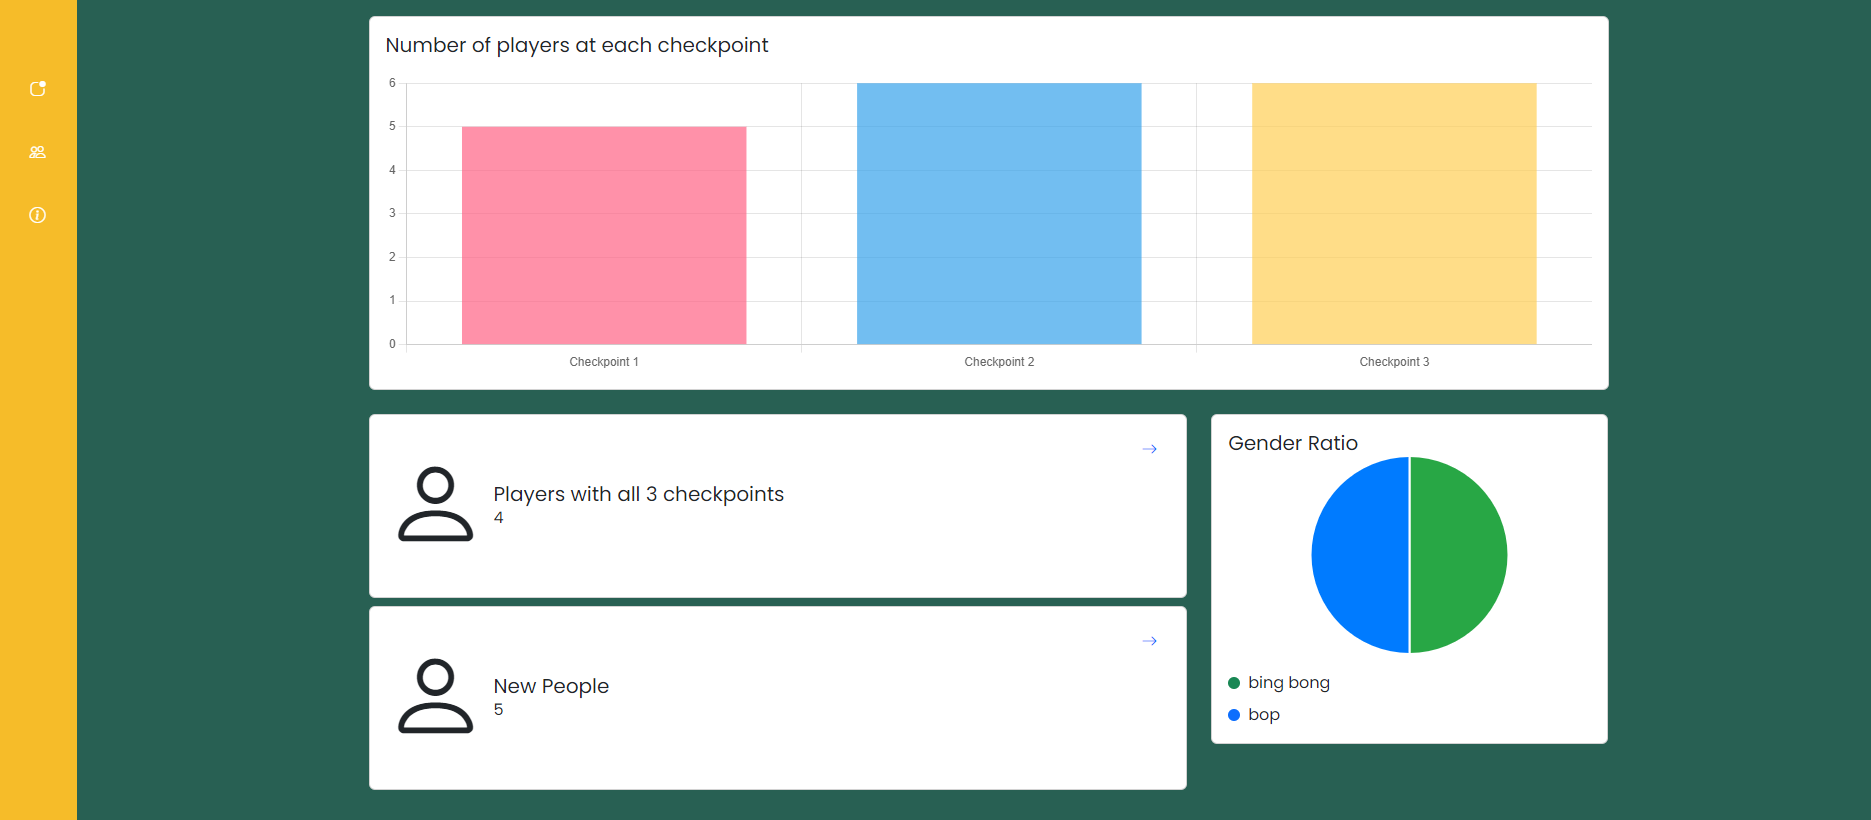 Number of players at each checkpoint
6
5
4
3
2
1
0
Checkpoint 1
Checkpoint 2
Checkpoint 3
Players with all 3 checkpoints
4
New People
5
Gender Ratio
bing bong
bop